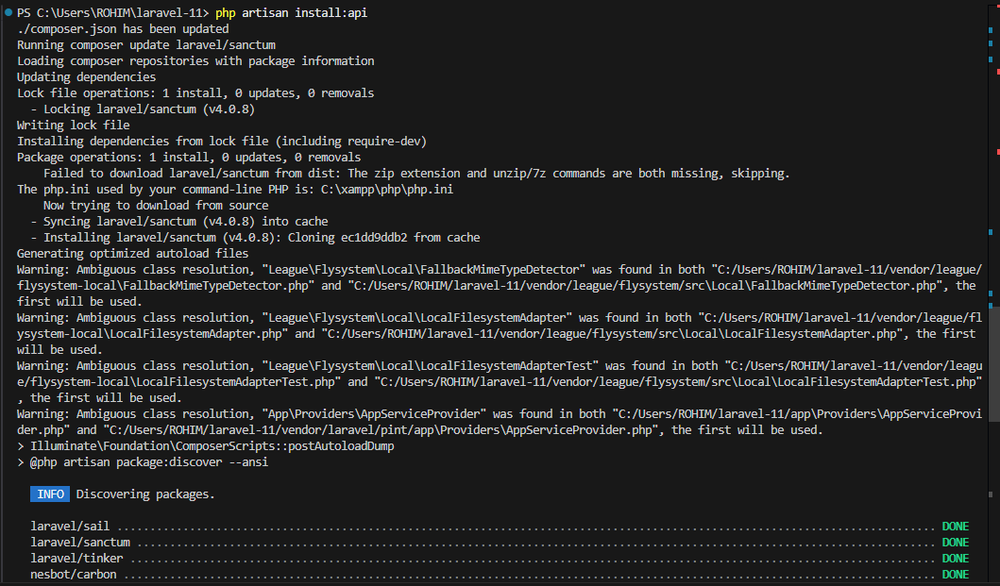 PS C:\Users\ROHIM\laravel-11> php artisan install:api
./composer.json has been updated
Running composer update laravel/sanctum
Loading composer repositories with package information
Updating dependencies
Lock file operations: 1 install, 0 updates, 0 removals
- Locking laravel/sanctum (v4.0.8)
Writing lock file
Installing dependencies from lock file (including require-dev)
Package operations: 1 install, 0 updates, 0 removals
Failed to download laravel/sanctum from dist: The zip extension and unzip/7z commands are both missing, skipping.
The php.ini used by your command-line PHP is: C:\xampp\php\php.ini
Now trying to download from source
- Syncing laravel/sanctum (v4.0.8) into cache
- Installing laravel/sanctum (v4.0.8): Cloning ec1dd9ddb2 from cache
Generating optimized autoload files
Warning: Ambiguous class resolution, "League\Flysystem\Local\FallbackMimeTypeDetector" was found in both "C:/Users/ROHIM/laravel-11/vendor/league/
flysystem-local\FallbackMimeTypeDetector.php" and "C:/Users/ROHIM/laravel-11/vendor/league/flysystem/src\Local\FallbackMimeTypeDetector.php", the
first will be used.
Warning: Ambiguous class resolution, "League\Flysystem\Local\LocalFilesystemAdapter" was found in both "C:/Users/ROHIM/laravel-11/vendor/league/fl
ysystem-local\LocalFilesystemAdapter.php" and "C:/Users/ROHIM/laravel-11/vendor/league/flysystem/src\Local\LocalFilesystemAdapter.php", the first
will be used.
Warning: Ambiguous class resolution, "League\Flysystem\Local\LocalFilesystemAdapterTest" was found in both "C:/Users/ROHIM/laravel-11/vendor/leagu
e/flysystem-local\LocalFilesystemAdapterTest.php" and "C:/Users/ROHIM/laravel-11/vendor/league/flysystem/src\Local\LocalFilesystemAdapterTest.php"
, the first will be used.
Warning: Ambiguous class resolution, "App\Providers\AppServiceProvider" was found in both "C:/Users/ROHIM/laravel-11/app\Providers\AppServiceProvi
der.php" and "C:/Users/ROHIM/laravel-11/vendor/laravel/pint/app\Providers\AppServiceProvider.php", the first will be used.
> Illuminate\Foundation\ComposerScripts::postAutoloadDump
> @php artisan package:discover --ansi
INFO Discovering packages.
laravel/sail ........................................................................................................................... DONE
laravel/sanctum ........................................................................................................................ DONE
laravel/tinker ......................................................................................................................... DONE
nesbot/carbon .......................................................................................................................... DONE